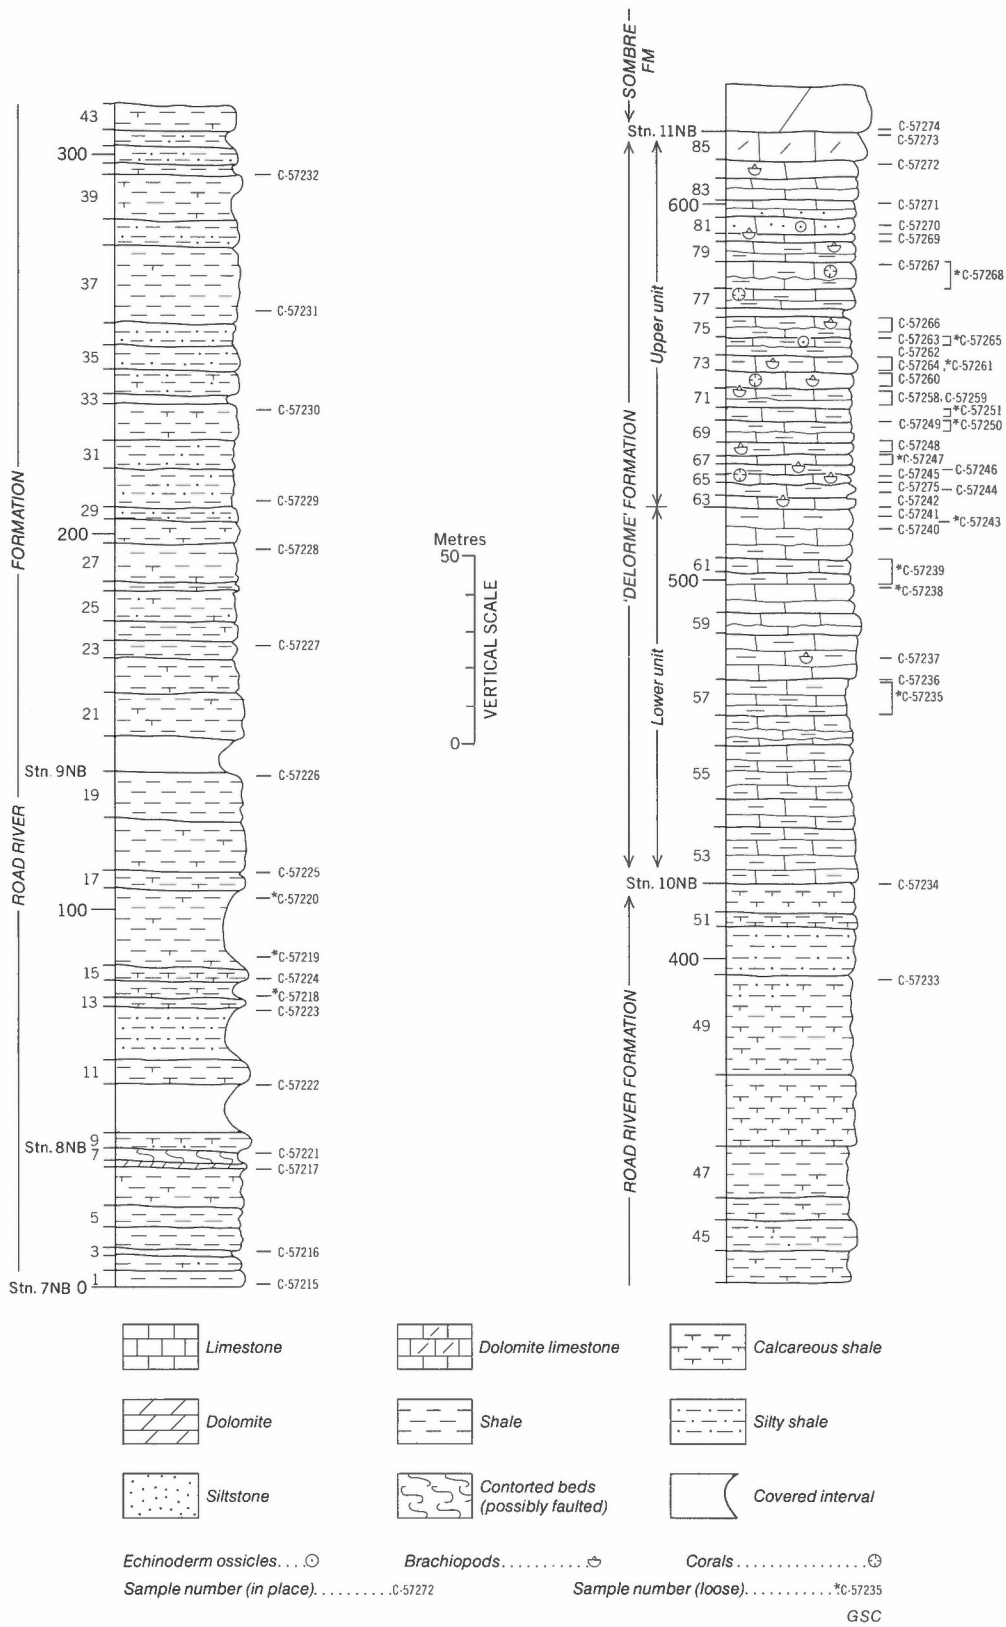 ROAD RIVER FORMATION
43
300
39
37
35
33
31
29
200
27
25
23
21
Stn. 9NB
19
17
100
15
13
11
Stn. 8NB 9
7
5
3
1
Stn. 7NB 0
C-57232
C-57231
C-57230
C-57229
C-57228
C-57227
C-57226
C-57225
*C-57220
*C-57219
C-57224
*C-57218
C-57223
C-57222
C-57221
C-57217
C-57216
C-57215
Metres
50
VERTICAL SCALE
0
SOMBRE
FM
'DELORME' FORMATION
Upper unit
Lower unit
ROAD RIVER FORMATION
Stn. 11NB
85
83
600
81
79
77
75
73
71
69
67
65
63
61
500
59
57
55
53
Stn. 10NB
51
400
49
47
45
C-57274
C-57273
C-57272
C-57271
C-57270
C-57269
C-57267 *C-57268
C-57266
C-57263 *C-57265
C-57262
C-57264, *C-57261
C-57260
C-57258, C-57259
*C-57251
C-57249 *C-57250
C-57248
*C-57247
C-57245 C-57246
C-57275 C-57244
C-57242
C-57241
*C-57243
C-57240
*C-57239
*C-57238
C-57237
C-57236
*C-57235
C-57234
C-57233
Limestone
Dolomite limestone
Calcareous shale
Dolomite
Shale
Silty shale
Siltstone
Contorted beds
(possibly faulted)
Covered interval
Echinoderm ossicles....
Brachiopods..........
Corals................
Sample number (in place)..........C-57272
Sample number (loose)...........*C-57235
GSC